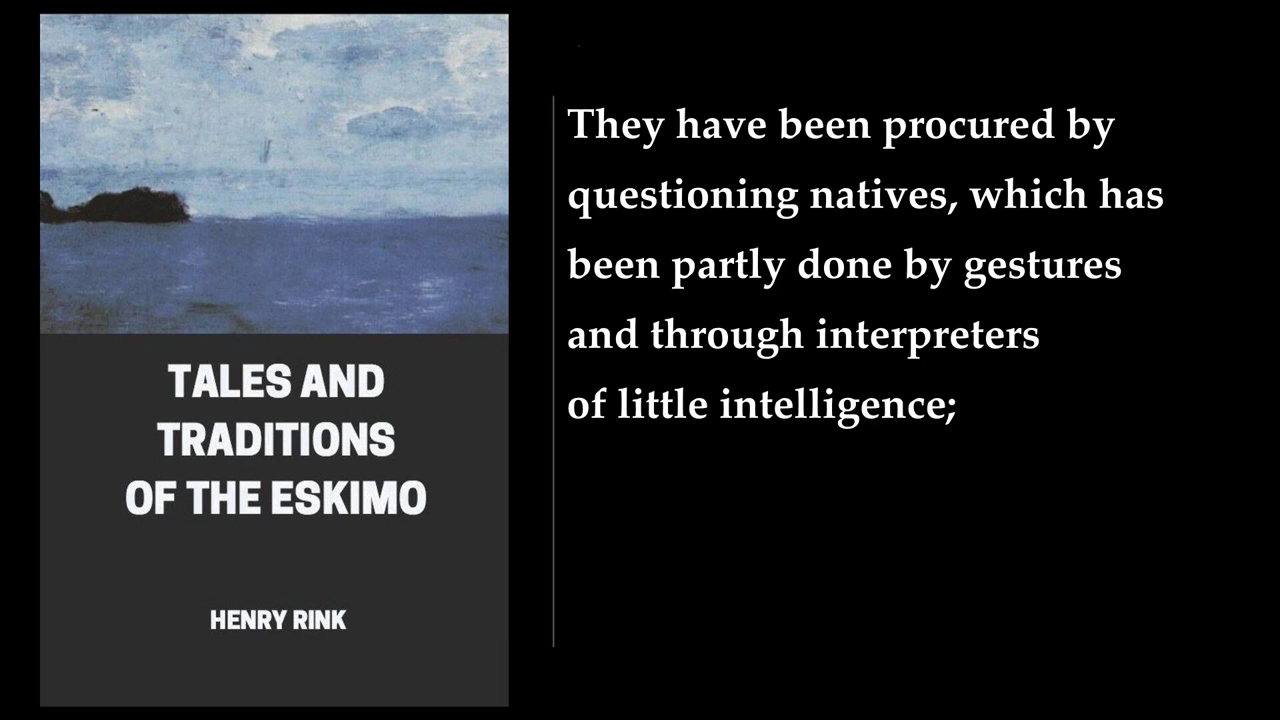 TALES AND
TRADITIONS
OF THE ESKIMO
HENRY RINK
They have been procured by
questioning natives, which has
been partly done by gestures
and through interpreters
of little intelligence;